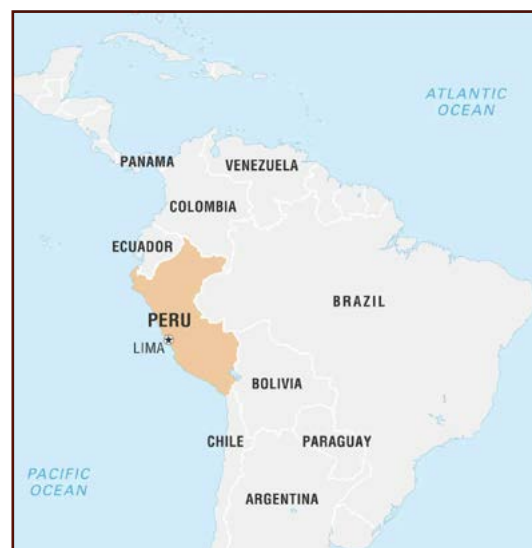 ATLANTIC
OCEAN
PANAMA
VENEZUELA
COLOMBIA
ECUADOR
BRAZIL
PERU
LIMA
BOLIVIA
CHILE
PARAGUAY
PACIFIC
OCEAN
ARGENTINA